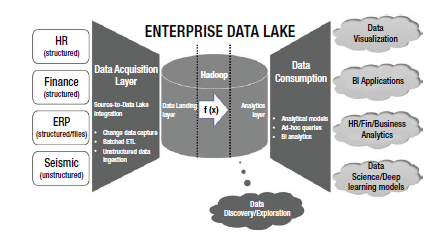 ENTERPRISE DATA LAKE
HR
(structured)
Finance
(structured)
ERP
(structured/files)
Seismic
(unstructured)
Data Acquisition
Layer
Source-to-Data Lake
Integration
• Change data capture
• Batched ETL
• Unstructured data
ingestion
Hadoop
Data Landing
layer
f (x)
Analytics
layer
Data
Consumption
• Analytical models
• Ad-hoc queries
• BI analytics
Data
Visualization
BI Applications
HR/Fin/Business
Analytics
Data
Science/Deep
learning models
Data
Discovery/Exploration